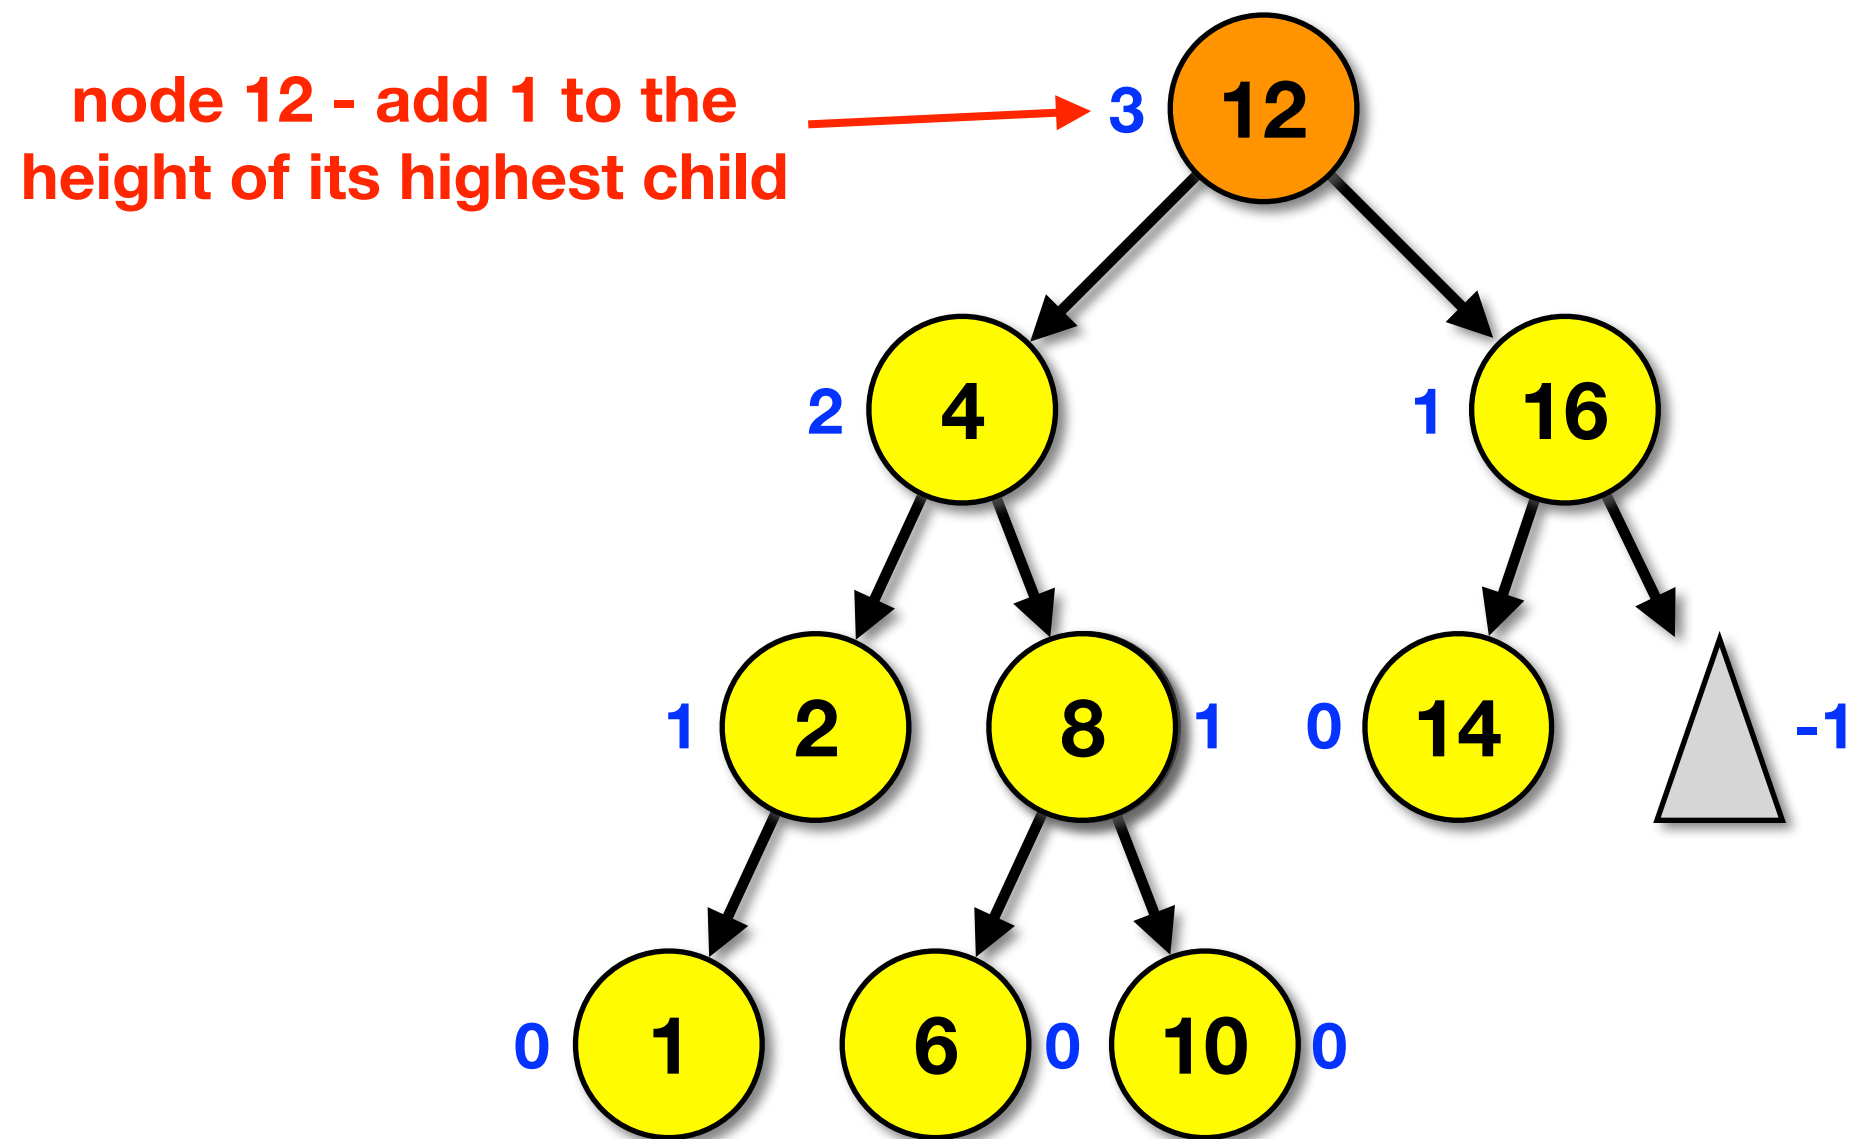 node 12 - add 1 to the
height of its highest child
3 12
2 4 1 16
1 2 8 1 0 14 -1
0 1 6 0 10 0